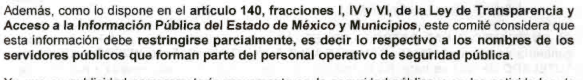 Además, como lo dispone en el artículo 140, fracciones I, IV y VI, de la Ley de Transparencia y
Acceso a la Información Pública del Estado de México y Municipios, este comité considera que
esta información debe restringirse parcialmente, es decir lo respectivo a los nombres de los
servidores públicos que forman parte del personal operativo de seguridad pública.